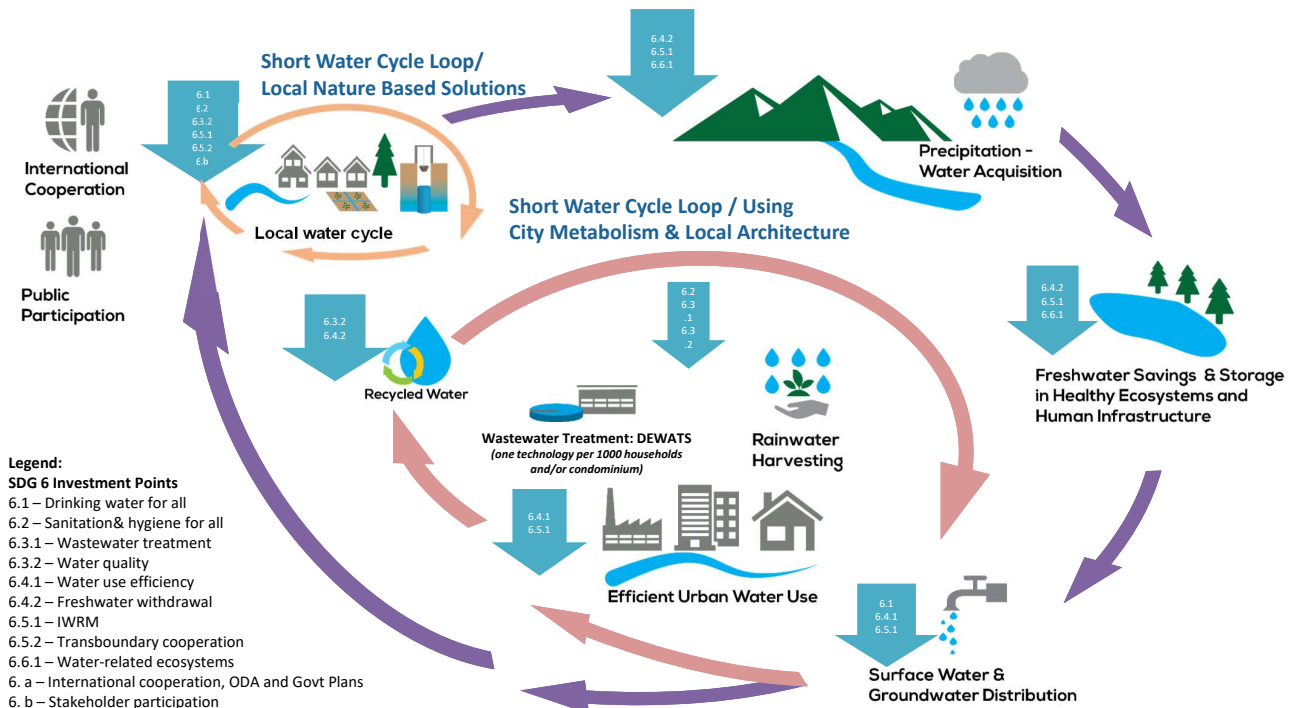 Short Water Cycle Loop/
Local Nature Based Solutions
6.1
ɛ.2
6.3.2
6.5.1
6.5.2
ɛ.b
International
Cooperation
Public
Participation
Local water cycle
6.4.2
6.5.1
6.6.1
Precipitation -
Water Acquisition
Short Water Cycle Loop / Using
City Metabolism & Local Architecture
6.4.2
6.5.1
6.6.1
Freshwater Savings & Storage
in Healthy Ecosystems and
Human Infrastructure
6.3.2
6.4.2
Recycled Water
6.2
6.3
.1
6.3
.2
Wastewater Treatment: DEWATS
(one technology per 1000 households
and/or condominium)
Rainwater
Harvesting
6.4.1
6.5.1
Efficient Urban Water Use
6.1
6.4.1
6.5.1
Surface Water &
Groundwater Distribution
Legend:
SDG 6 Investment Points
6.1 – Drinking water for all
6.2 – Sanitation& hygiene for all
6.3.1 – Wastewater treatment
6.3.2 – Water quality
6.4.1 – Water use efficiency
6.4.2 – Freshwater withdrawal
6.5.1 – IWRM
6.5.2 – Transboundary cooperation
6.6.1 – Water-related ecosystems
6. a – International cooperation, ODA and Govt Plans
6. b – Stakeholder participation